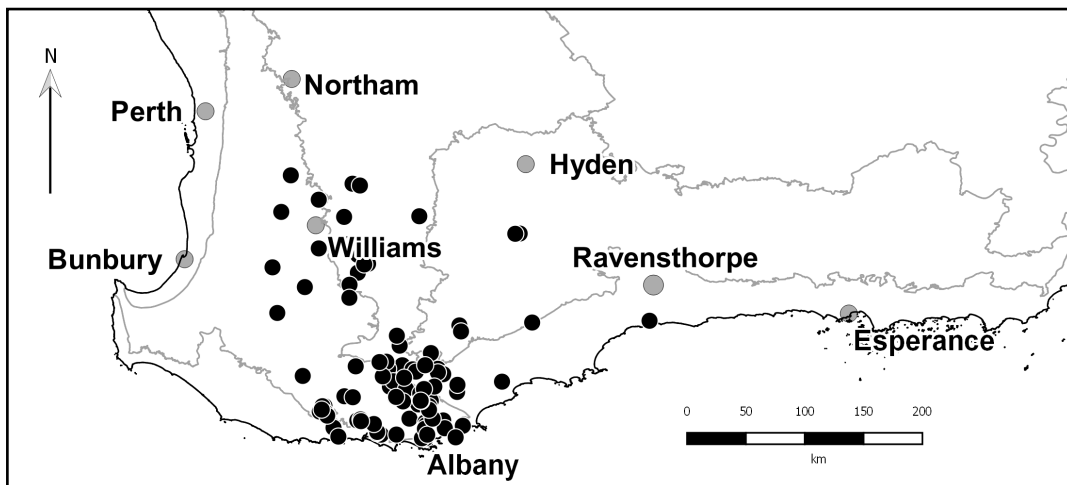 N
Northam
Perth
Hyden
Williams
Bunbury
Ravensthorpe
Esperance
0 50 100 150 200
km
Albany